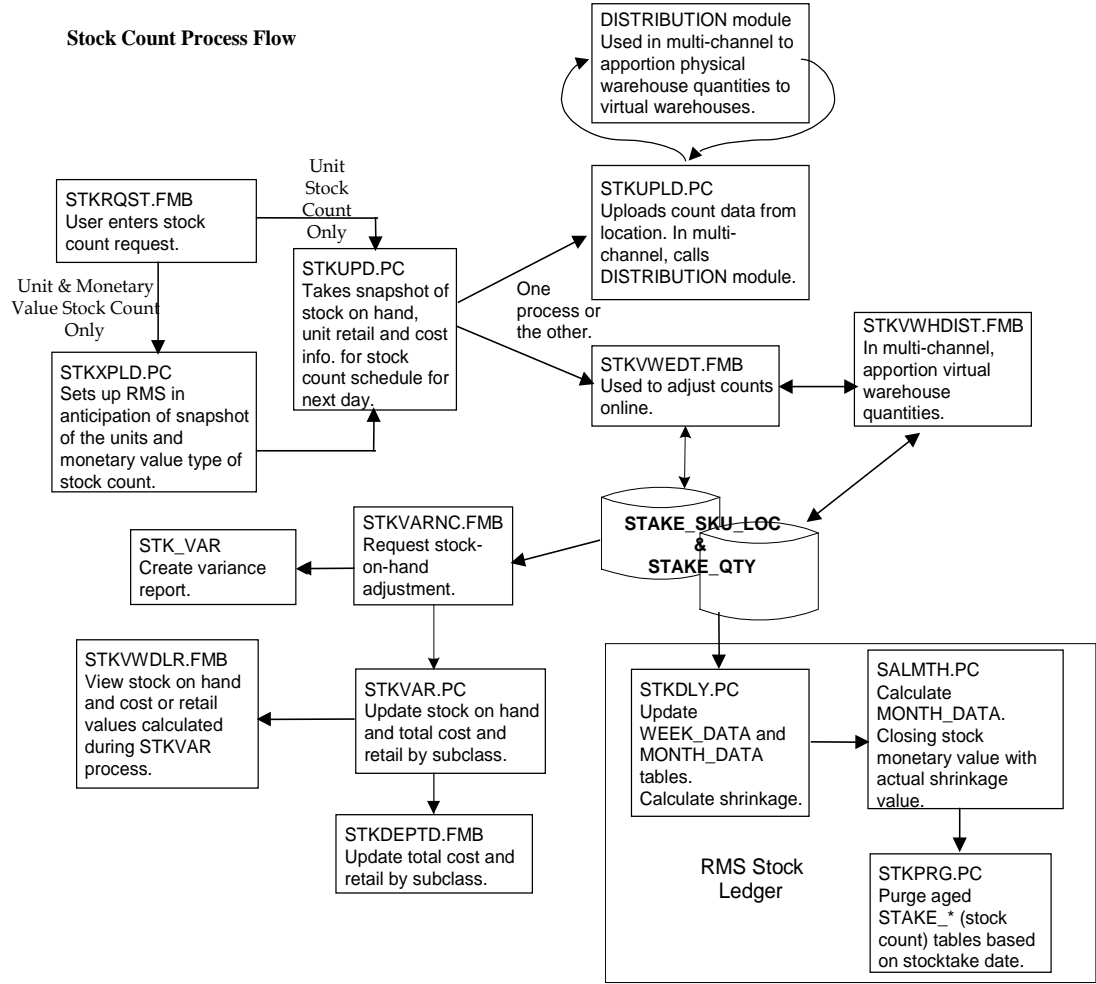 Stock Count Process Flow
DISTRIBUTION module
Used in multi-channel to
apportion physical
warehouse quantities to
virtual warehouses.
STKRQST.FMB
User enters stock
count request.
Unit
Stock
Count
Only
STKUPLD.PC
Uploads count data from
location. In multi-
channel, calls
DISTRIBUTION module.
Unit & Monetary
Value Stock Count
Only
STKUPD.PC
Takes snapshot of
stock on hand,
unit retail and cost
info. for stock
count schedule for
next day.
One
process or
the other.
STKXPLD.PC
Sets up RMS in
anticipation of snapshot
of the units and
monetary value type of
stock count.
STKVWEDT.FMB
Used to adjust counts
online.
STKVWHDIST.FMB
In multi-channel,
apportion virtual
warehouse
quantities.
STAKE_SKU_LOC
&
STAKE_QTY
STKVARNC.FMB
Request stock-
on-hand
adjustment.
STK_VAR
Create variance
report.
STKVWDLR.FMB
View stock on hand
and cost or retail
values calculated
during STKVAR
process.
STKVAR.PC
Update stock on hand
and total cost and
retail by subclass.
STKDEPTD.FMB
Update total cost and
retail by subclass.
STKDLY.PC
Update
WEEK_DATA and
MONTH_DATA
tables.
Calculate shrinkage.
SALMTH.PC
Calculate
MONTH_DATA.
Closing stock
monetary value with
actual shrinkage
value.
RMS Stock
Ledger
STKPRG.PC
Purge aged
STAKE_* (stock
count) tables based
on stocktake date.